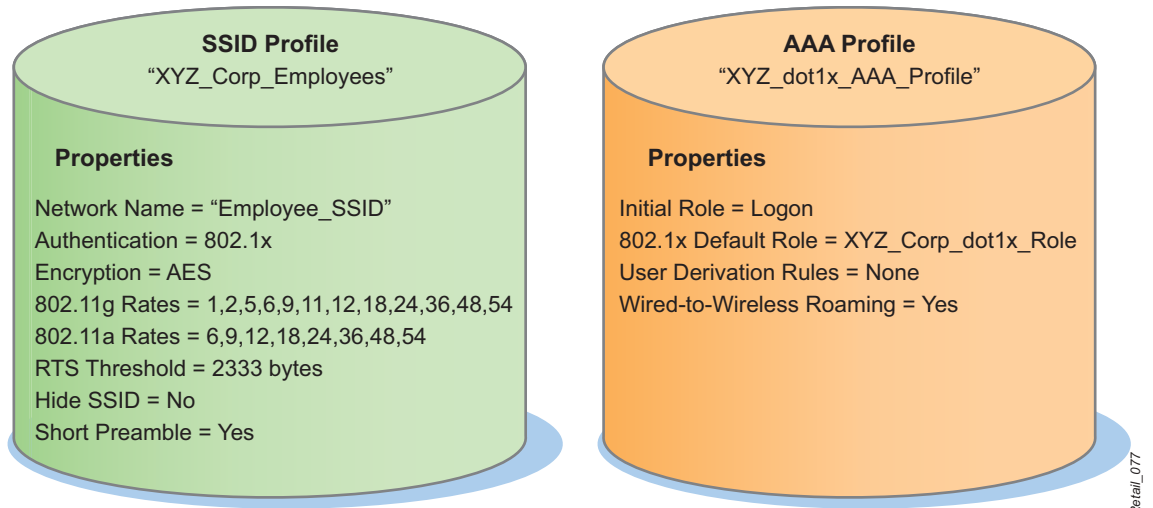 SSID Profile
“XYZ_Corp_Employees”
Properties
Network Name = “Employee_SSID”
Authentication = 802.1x
Encryption = AES
802.11g Rates = 1,2,5,6,9,11,12,18,24,36,48,54
802.11a Rates = 6,9,12,18,24,36,48,54
RTS Threshold = 2333 bytes
Hide SSID = No
Short Preamble = Yes
AAA Profile
“XYZ_dot1x_AAA_Profile”
Properties
Initial Role = Logon
802.1x Default Role = XYZ_Corp_dot1x_Role
User Derivation Rules = None
Wired-to-Wireless Roaming = Yes